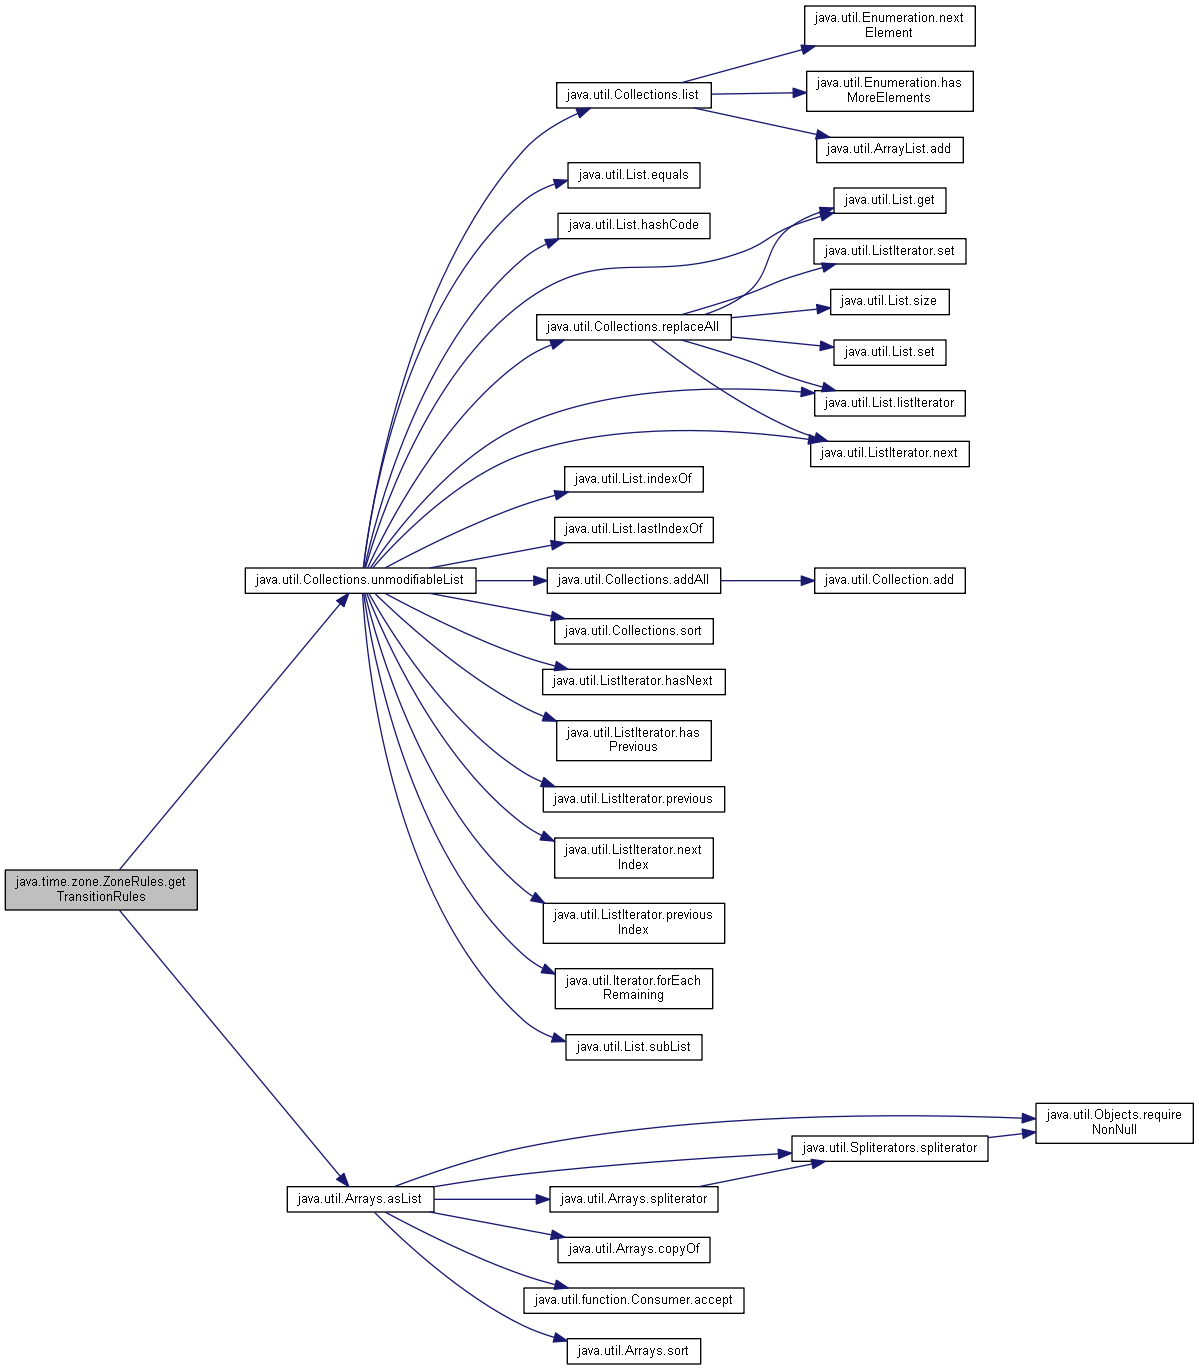 java.util.Enumeration.next
Element
java.util.Enumeration.has
MoreElements
java.util.Collections.list
java.util.ArrayList.add
java.util.List.equals
java.util.List.get
java.util.List.hashCode
java.util.ListIterator.set
java.util.List.size
java.util.Collections.replaceAll
java.util.List.set
java.util.List.listIterator
java.util.ListIterator.next
java.util.List.indexOf
java.util.List.lastIndexOf
java.util.Collections.unmodifiableList
java.util.Collections.addAll
java.util.Collection.add
java.util.Collections.sort
java.util.ListIterator.hasNext
java.util.ListIterator.has
Previous
java.util.ListIterator.previous
java.util.ListIterator.next
Index
java.time.zone.ZoneRules.get
TransitionRules
java.util.ListIterator.previous
Index
java.util.Iterator.forEach
Remaining
java.util.List.subList
java.util.Objects.require
NonNull
java.util.Spliterators.spliterator
java.util.Arrays.asList
java.util.Arrays.spliterator
java.util.Arrays.copyOf
java.util.function.Consumer.accept
java.util.Arrays.sort